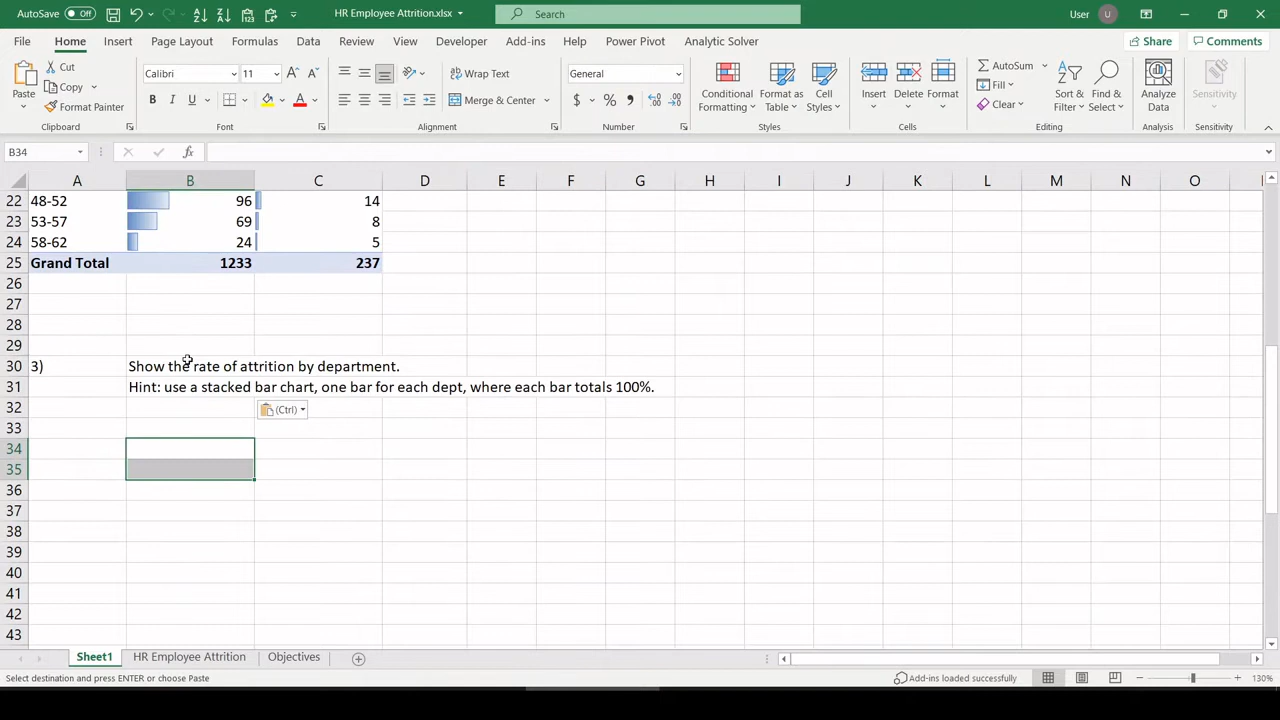 AutoSave Off HR Employee Attrition.xlsx Search User U
File Home Insert Page Layout Formulas Data Review View Developer Add-ins Help Power Pivot Analytic Solver Share Comments
Paste Cut Copy Format Painter Clipboard
Calibri 11 B I U A Font
Wrap Text Merge & Center Alignment
General $ % Number
Conditional Formatting Format as Table Cell Styles Styles
Insert Delete Format Cells
AutoSum Fill Clear Sort & Filter Find & Select Editing
Analyze Data Analysis
Sensitivity Sensitivity
B34 fx
A B C D E F G H I J K L M N O
22 48-52 96 14
23 53-57 69 8
24 58-62 24 5
25 Grand Total 1233 237
26
27
28
29
30 3) Show the rate of attrition by department.
31 Hint: use a stacked bar chart, one bar for each dept, where each bar totals 100%.
32 (Ctrl)
33
34
35
36
37
38
39
40
41
42
43
Sheet1 HR Employee Attrition Objectives
Select destination and press ENTER or choose Paste Add-ins loaded successfully 130%